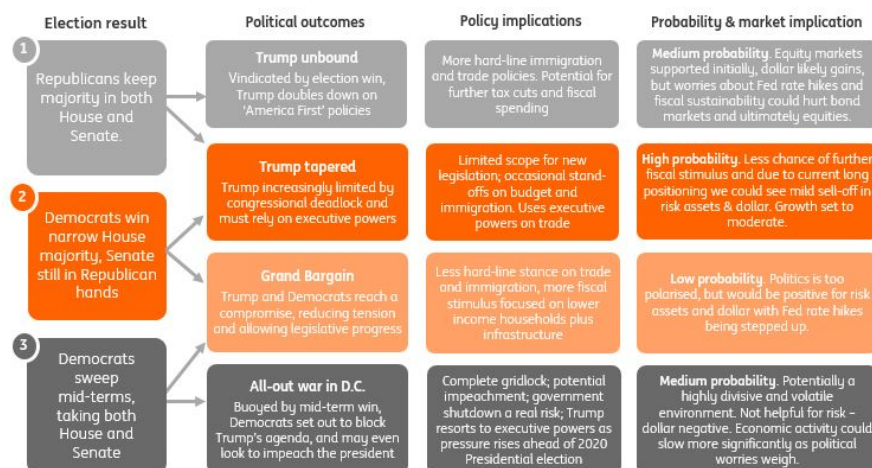 Election result
Political outcomes
Policy implications
Probability & market implication
1
Republicans keep
majority in both
House and
Senate.
Trump unbound
Vindicated by election win,
Trump doubles down on
'America First' policies
More hard-line immigration
and trade policies. Potential for
further tax cuts and fiscal
spending
Medium probability. Equity markets
supported initially, dollar likely gains,
but worries about Fed rate hikes and
fiscal sustainability could hurt bond
markets and ultimately equities.
Trump tapered
Trump increasingly limited by
congressional deadlock and
must rely on executive powers
Limited scope for new
legislation; occasional stand-
offs on budget and
immigration. Uses executive
powers on trade
High probability. Less chance of further
fiscal stimulus and due to current long
positioning we could see mild sell-off in
risk assets & dollar. Growth set to
moderate.
2
Democrats win
narrow House
majority, Senate
still in Republican
hands
Grand Bargain
Trump and Democrats reach a
compromise, reducing tension
and allowing legislative progress
Less hard-line stance on trade
and immigration, more fiscal
stimulus focused on lower
income households plus
infrastructure
Low probability. Politics is too
polarised, but would be positive for risk
assets and dollar with Fed rate hikes
being stepped up.
3
Democrats
sweep
mid-terms,
taking both
House and
Senate
All-out war in D.C.
Buoyed by mid-term win,
Democrats set out to block
Trump's agenda, and may even
look to impeach the president
Complete gridlock; potential
impeachment; government
shutdown a real risk; Trump
resorts to executive powers as
pressure rises ahead of 2020
Presidential election
Medium probability. Potentially a
highly divisive and volatile
environment. Not helpful for risk –
dollar negative. Economic activity could
slow more significantly as political
worries weigh.